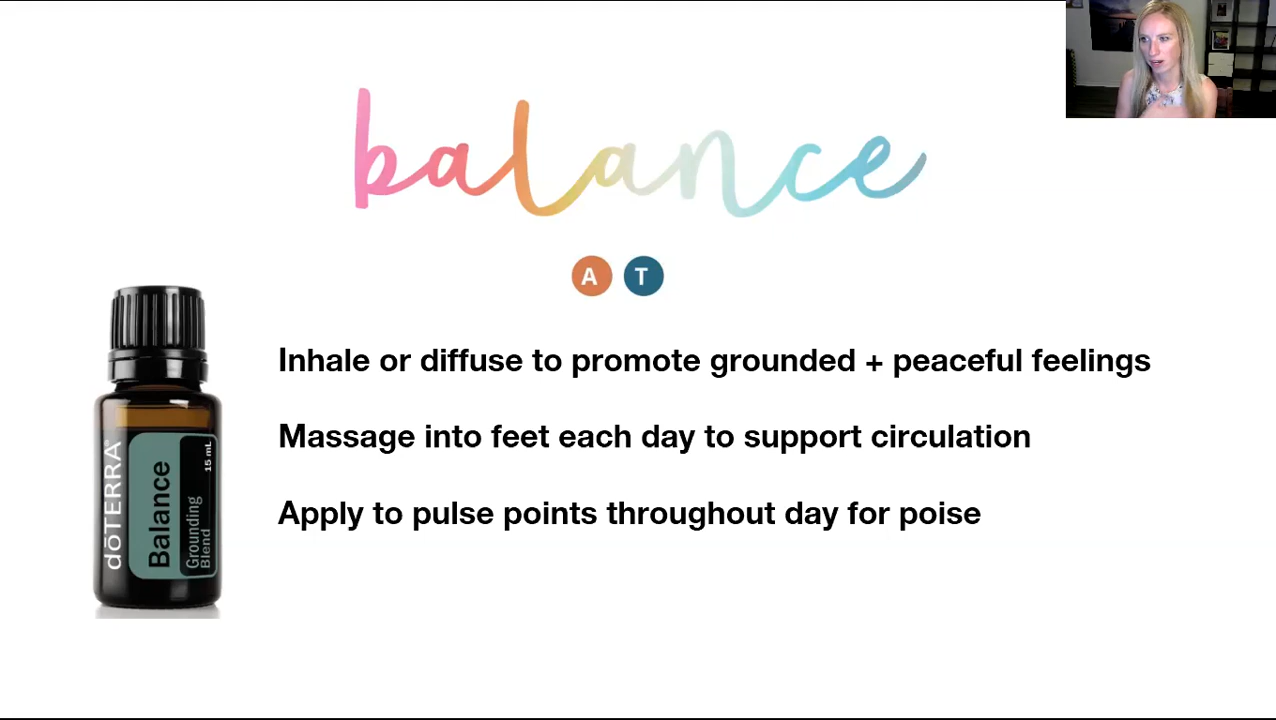 balance
A T
Inhale or diffuse to promote grounded + peaceful feelings
Massage into feet each day to support circulation
Apply to pulse points throughout day for poise
dōTERRA®
Balance
Grounding
Blend
15 mL